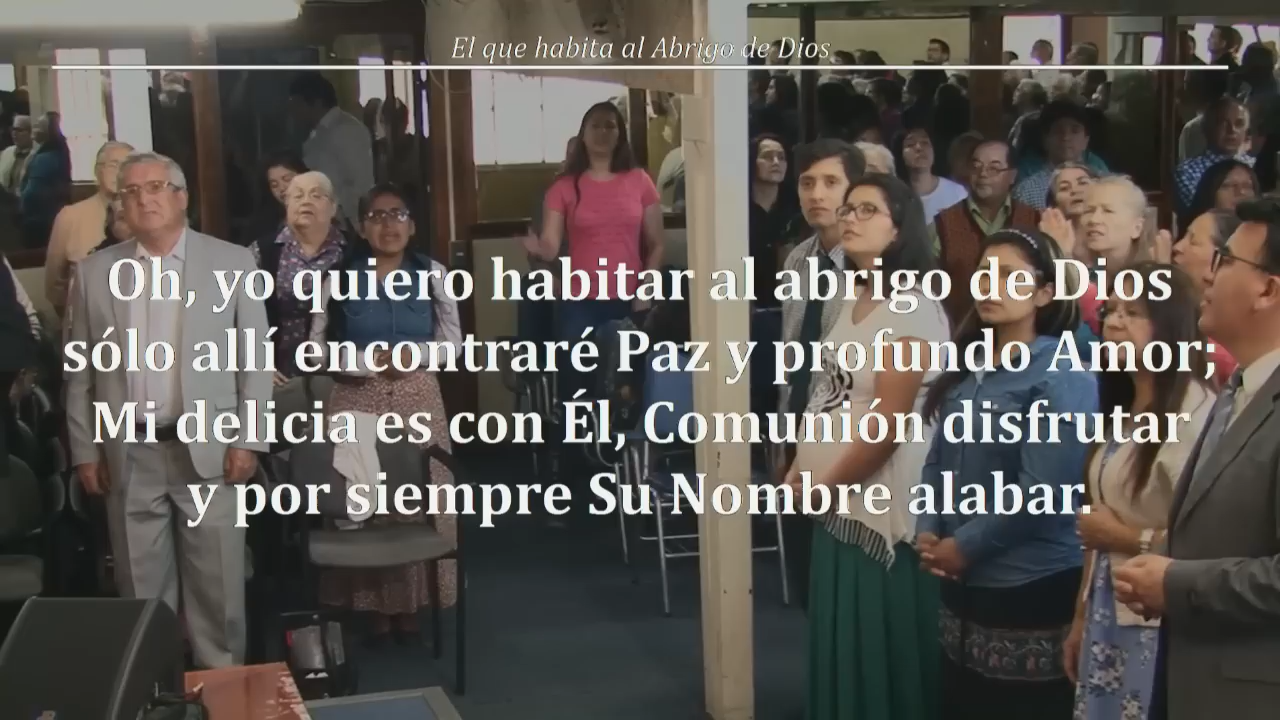 El que habita al Abrigo de Dios
Oh, yo quiero habitar al abrigo de Dios
sólo allí encontraré Paz y profundo Amor;
Mi delicia es con Él, Comunión disfrutar
y por siempre Su Nombre alabar.